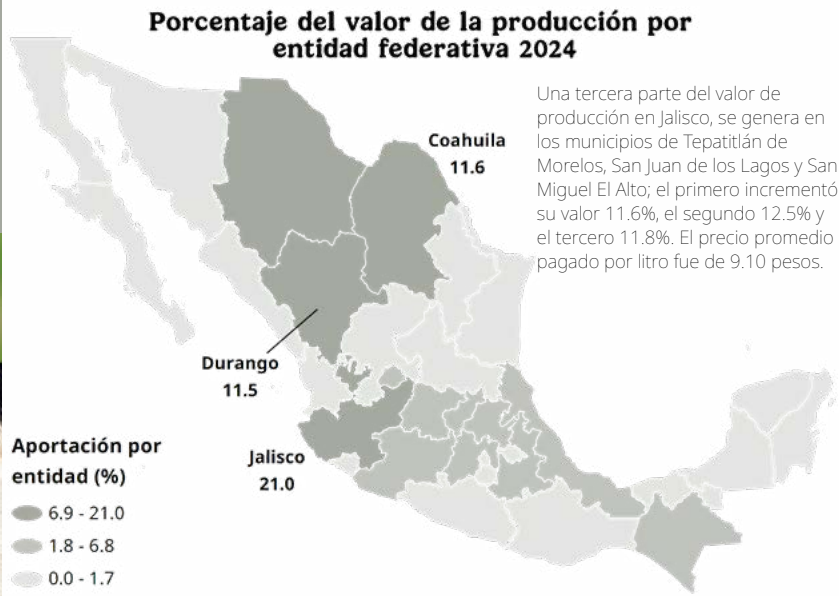 Porcentaje del valor de la producción por
entidad federativa 2024
Una tercera parte del valor de
producción en Jalisco, se genera en
los municipios de Tepatitlán de
Morelos, San Juan de los Lagos y San
Miguel El Alto; el primero incrementó
su valor 11.6%, el segundo 12.5% y
el tercero 11.8%. El precio promedio
pagado por litro fue de 9.10 pesos.
Coahuila
11.6
Durango
11.5
Jalisco
21.0
Aportación por
entidad (%)
6.9 - 21.0
1.8 - 6.8
0.0 - 1.7